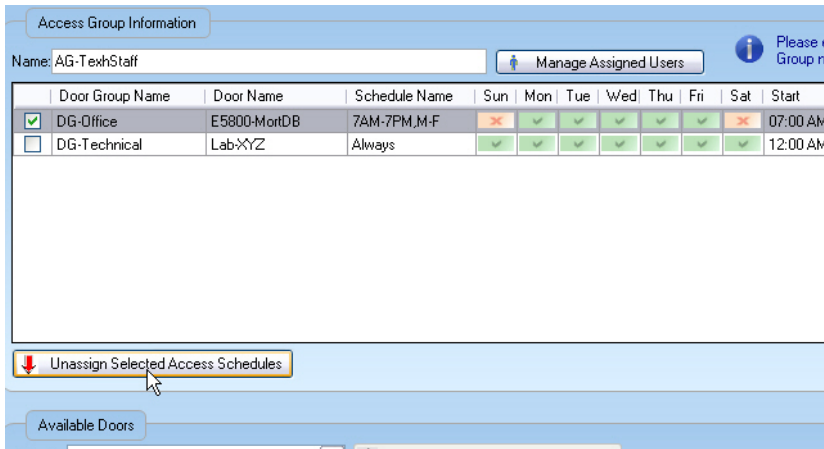 Access Group Information
Name: AG-TexhStaff
Manage Assigned Users
Please
Group
Door Group Name Door Name Schedule Name Sun Mon Tue Wed Thu Fri Sat Start
DG-Office E5800-MortDB 7AM-7PM,M-F 07:00 AM
DG-Technical Lab-XYZ Always 12:00 AM
Unassign Selected Access Schedules
Available Doors